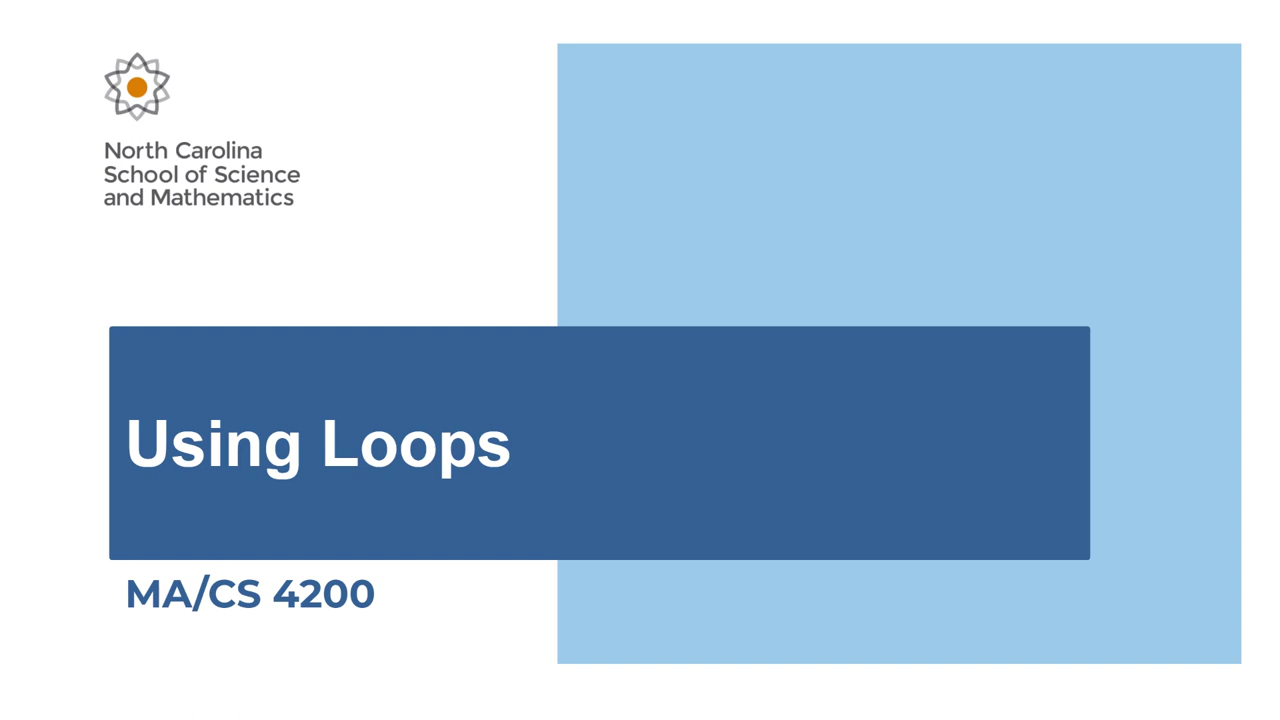 North Carolina
School of Science
and Mathematics
Using Loops
MA/CS 4200